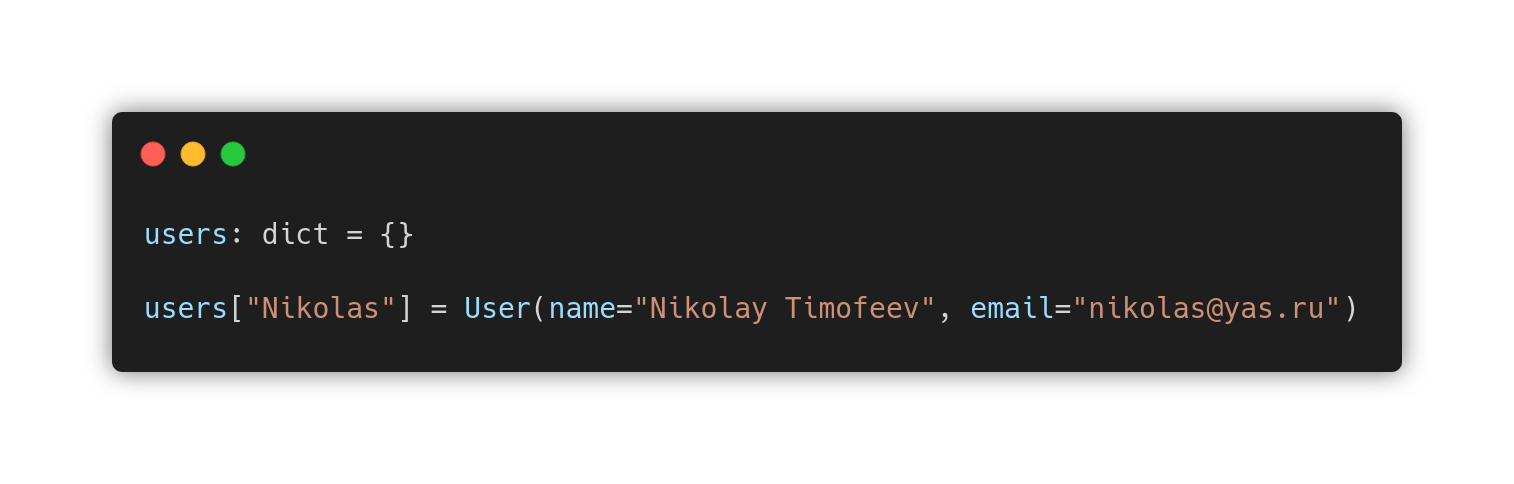 users: dict = {}
users["Nikolas"] = User(name="Nikolay Timofeev", email="nikolas@yas.ru")